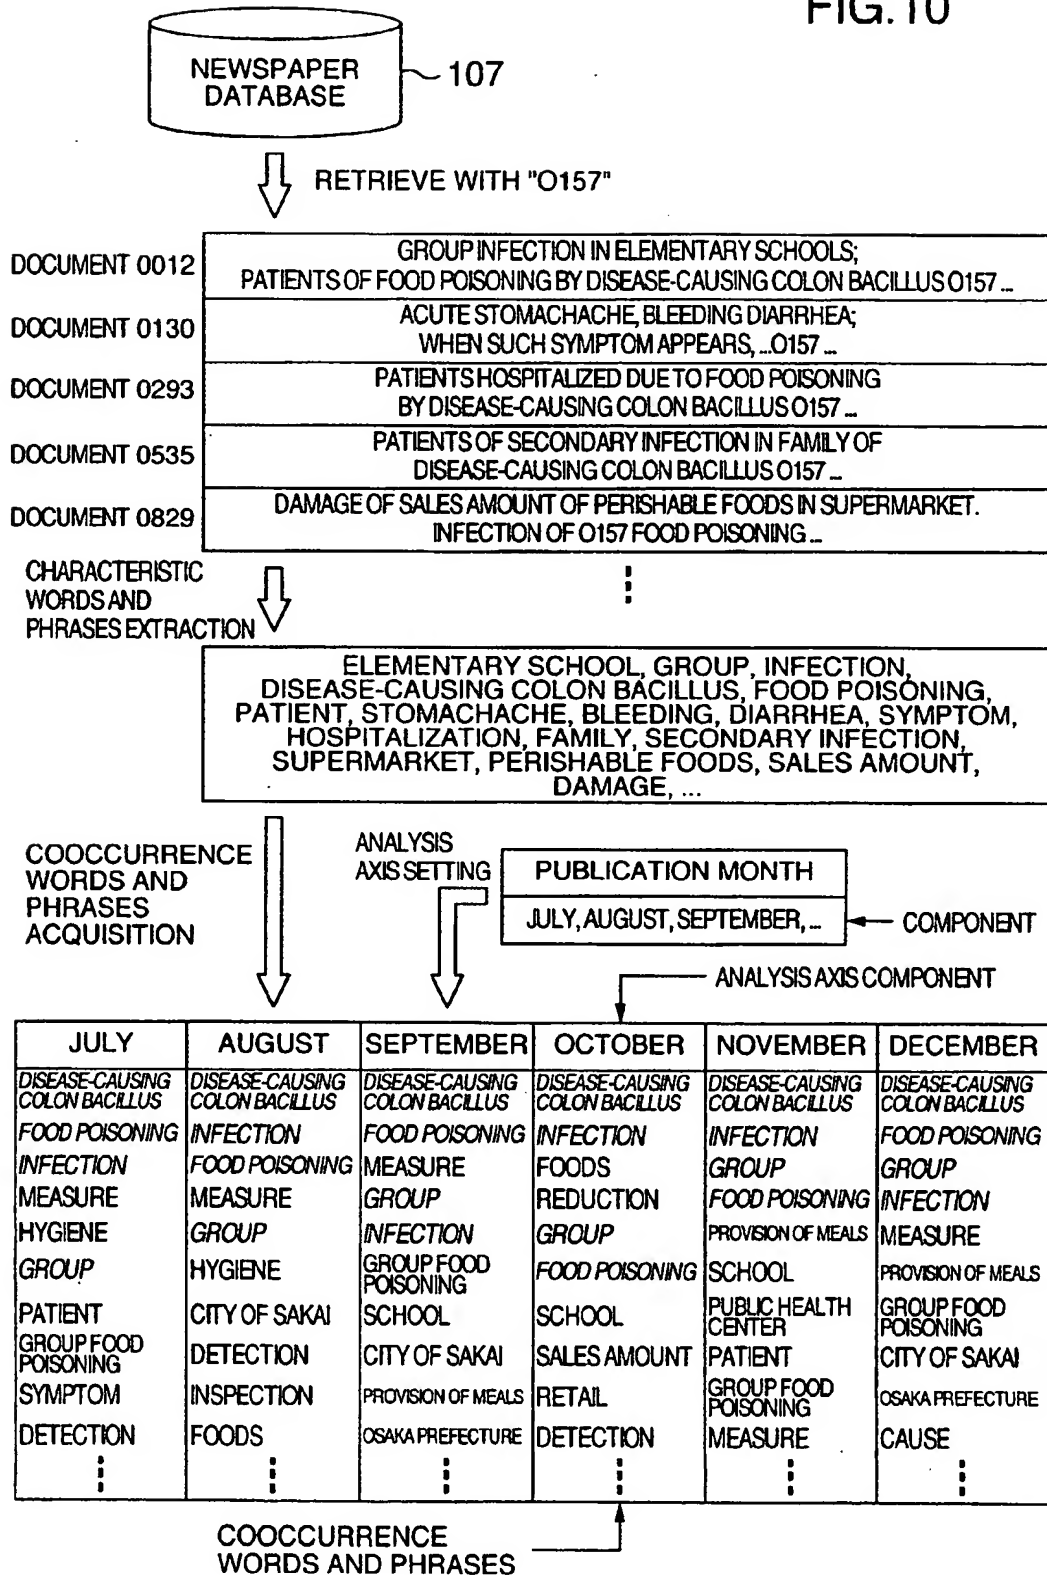 FIG. 10
NEWSPAPER
DATABASE
107
RETRIEVE WITH "O157"
DOCUMENT 0012
GROUP INFECTION IN ELEMENTARY SCHOOLS;
PATIENTS OF FOOD POISONING BY DISEASE-CAUSING COLON BACILLUS O157 ...
DOCUMENT 0130
ACUTE STOMACHACHE, BLEEDING DIARRHEA;
WHEN SUCH SYMPTOM APPEARS, ...O157 ...
DOCUMENT 0293
PATIENTS HOSPITALIZED DUE TO FOOD POISONING
BY DISEASE-CAUSING COLON BACILLUS O157 ...
DOCUMENT 0535
PATIENTS OF SECONDARY INFECTION IN FAMILY OF
DISEASE-CAUSING COLON BACILLUS O157 ...
DOCUMENT 0829
DAMAGE OF SALES AMOUNT OF PERISHABLE FOODS IN SUPERMARKET.
INFECTION OF O157 FOOD POISONING ...
CHARACTERISTIC
WORDS AND
PHRASES EXTRACTION
ELEMENTARY SCHOOL, GROUP, INFECTION,
DISEASE-CAUSING COLON BACILLUS, FOOD POISONING,
PATIENT, STOMACHACHE, BLEEDING, DIARRHEA, SYMPTOM,
HOSPITALIZATION, FAMILY, SECONDARY INFECTION,
SUPERMARKET, PERISHABLE FOODS, SALES AMOUNT,
DAMAGE, ...
COOCCURRENCE
WORDS AND
PHRASES
ACQUISITION
ANALYSIS
AXIS SETTING
PUBLICATION MONTH
JULY, AUGUST, SEPTEMBER, ...
COMPONENT
ANALYSIS AXIS COMPONENT
JULY
DISEASE-CAUSING
COLON BACILLUS
FOOD POISONING
INFECTION
MEASURE
HYGIENE
GROUP
PATIENT
GROUP FOOD
POISONING
SYMPTOM
DETECTION
AUGUST
DISEASE-CAUSING
COLON BACILLUS
INFECTION
FOOD POISONING
MEASURE
GROUP
HYGIENE
CITY OF SAKAI
DETECTION
INSPECTION
FOODS
SEPTEMBER
DISEASE-CAUSING
COLON BACILLUS
FOOD POISONING
MEASURE
GROUP
INFECTION
GROUP FOOD
POISONING
SCHOOL
CITY OF SAKAI
PROVISION OF MEALS
OSAKA PREFECTURE
OCTOBER
DISEASE-CAUSING
COLON BACILLUS
INFECTION
FOODS
REDUCTION
GROUP
FOOD POISONING
SCHOOL
SALES AMOUNT
RETAIL
DETECTION
NOVEMBER
DISEASE-CAUSING
COLON BACILLUS
INFECTION
GROUP
FOOD POISONING
PROVISION OF MEALS
SCHOOL
PUBLIC HEALTH
CENTER
PATIENT
GROUP FOOD
POISONING
MEASURE
DECEMBER
DISEASE-CAUSING
COLON BACILLUS
FOOD POISONING
GROUP
INFECTION
MEASURE
PROVISION OF MEALS
GROUP FOOD
POISONING
CITY OF SAKAI
OSAKA PREFECTURE
CAUSE
COOCCURRENCE
WORDS AND PHRASES